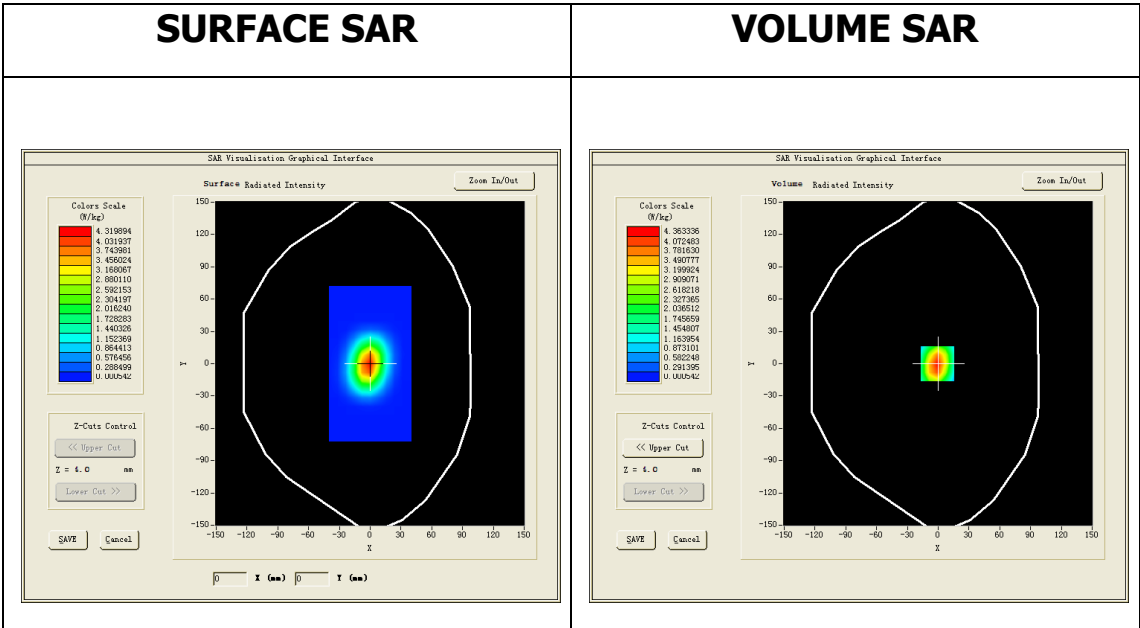 SURFACE SAR
VOLUME SAR
SAR Visualisation Graphical Interface
Surface Radiated Intensity
Zoom In/Out
Colors Scale
(W/kg)
4.319894
4.031937
3.743981
3.456024
3.168067
2.880110
2.592153
2.304197
2.016240
1.728283
1.440326
1.152369
0.864413
0.576456
0.288499
0.000542
Z-Cuts Control
<< Upper Cut
Z = 4.0 mm
Lower Cut >>
SAVE
Cancel
150
120
90
60
30
0
-30
-60
-90
-120
-150
Y
-150 -120 -90 -60 -30 0 30 60 90 120 150
X
0 X (mm) 0 Y (mm)
SAR Visualisation Graphical Interface
Volume Radiated Intensity
Zoom In/Out
Colors Scale
(W/kg)
4.363336
4.072483
3.781630
3.490777
3.199924
2.909071
2.618218
2.327365
2.036512
1.745659
1.454807
1.163954
0.873101
0.582248
0.291395
0.000542
Z-Cuts Control
<< Upper Cut
Z = 4.0 mm
Lower Cut >>
SAVE
Cancel
150
120
90
60
30
0
-30
-60
-90
-120
-150
Y
-150 -120 -90 -60 -30 0 30 60 90 120 150
X